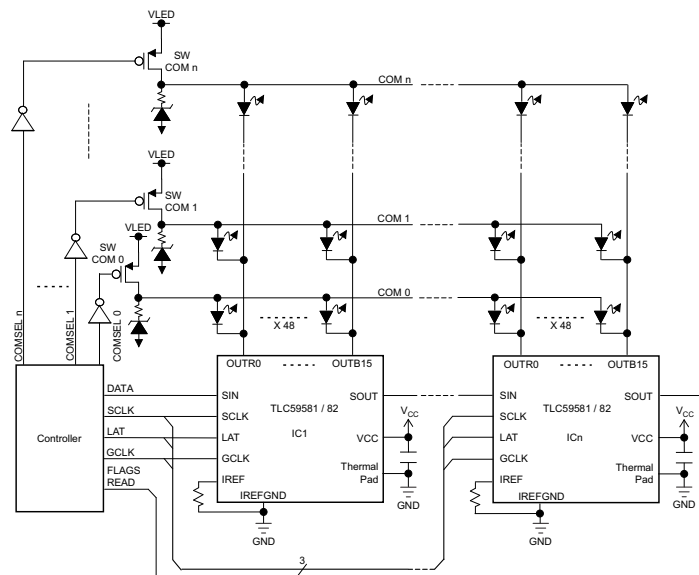 VLED
SW
COM n
COM n
VLED
SW
COM 1
COM 1
VLED
SW
COM 0
COM 0
COMSEL n
COMSEL 1
COMSEL 0
X 48
X 48
OUTR0
OUTB15
OUTR0
OUTB15
Controller
DATA
SCLK
LAT
GCLK
FLAGS
READ
SIN
SCLK
LAT
GCLK
IREF
TLC59581 / 82
IC1
SOUT
VCC
Thermal
Pad
IREFGND
GND
VCC
GND
SIN
SCLK
LAT
GCLK
IREF
TLC59581 / 82
ICn
SOUT
VCC
Thermal
Pad
IREFGND
GND
VCC
GND
3